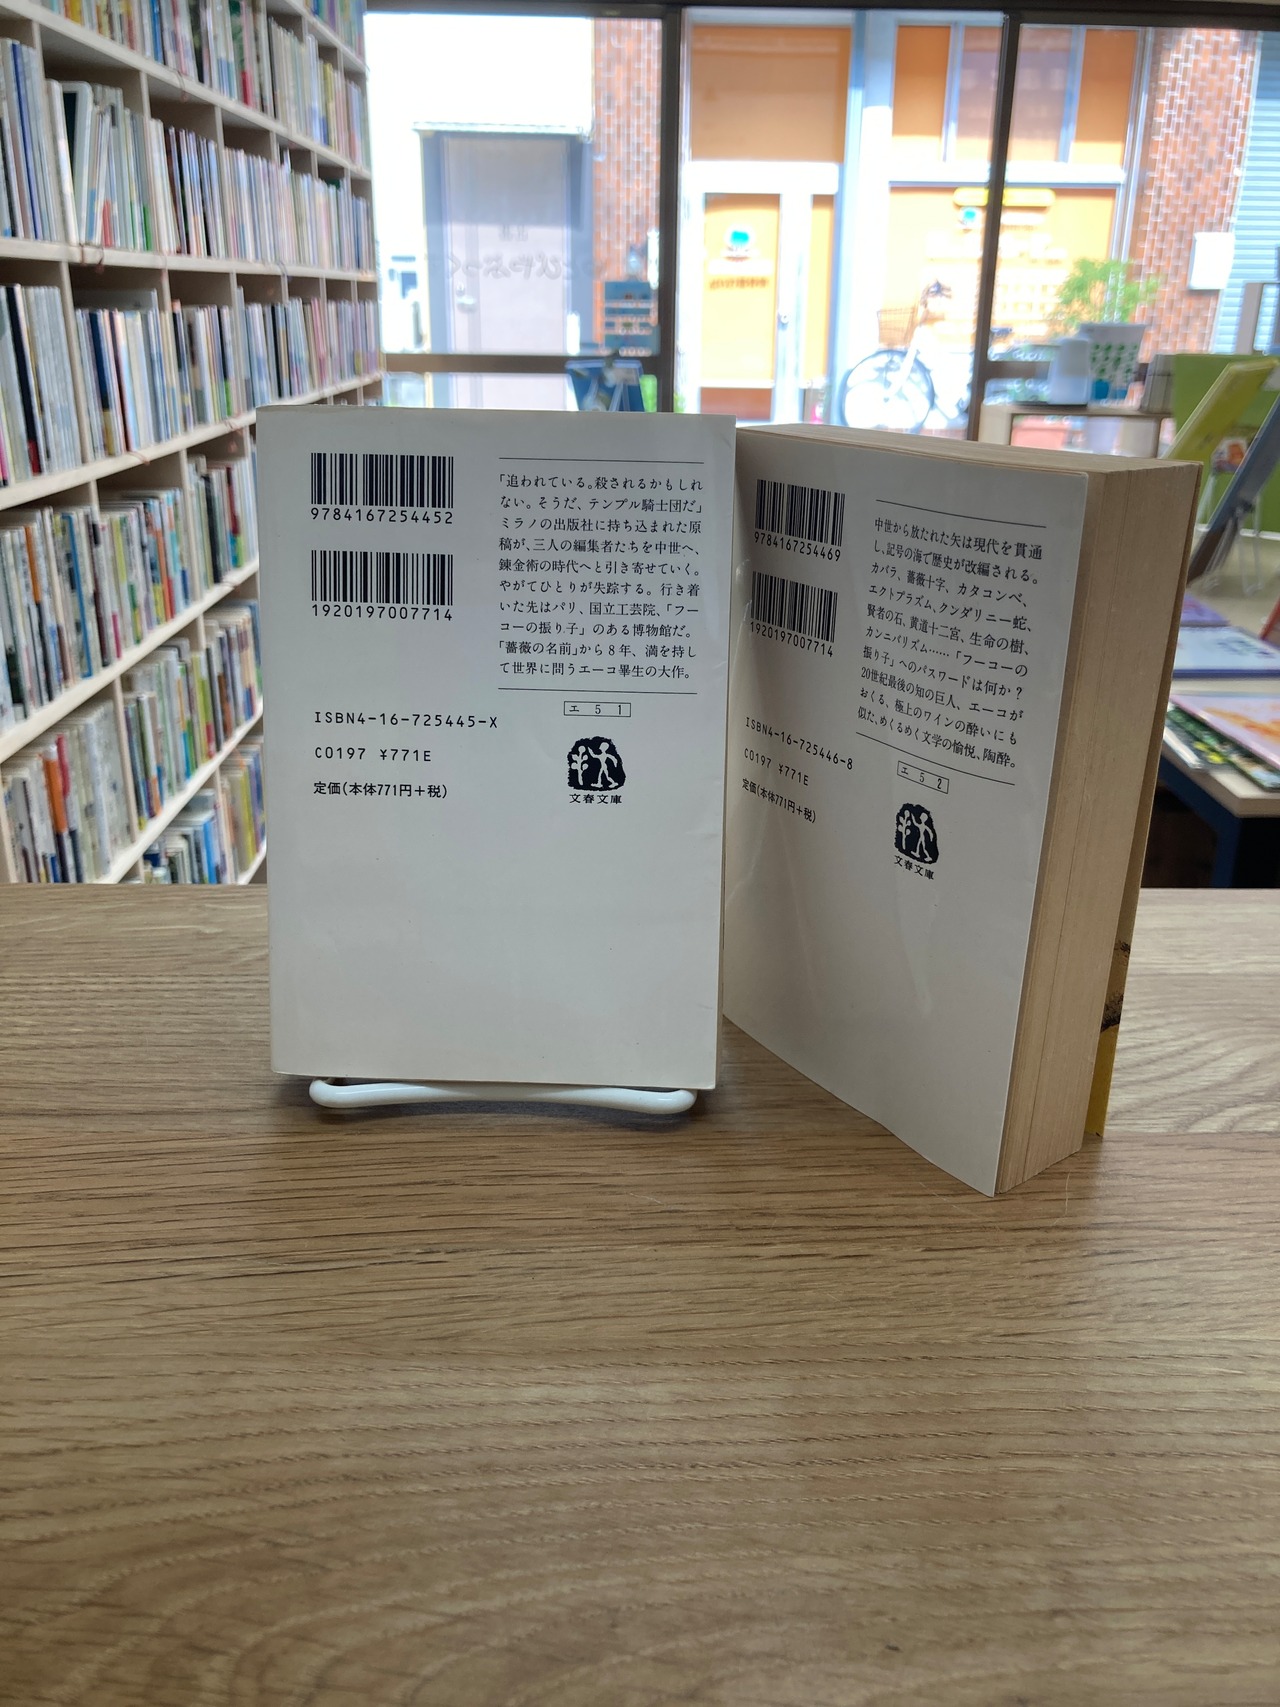 9784167254452
1920197007714
「追われている。殺されるかもしれ
ない。そうだ、テンプル騎士団だ」
ミラノの出版社に持ち込まれた原
稿が、三人の編集者たちを中世へ、
錬金術の時代へと引き寄せていく。
やがてひとりが失踪する。行き着
いた先はパリ、国立工芸院、「フー
コーの振り子」のある博物館だ。
「薔薇の名前」から8年、満を持し
て世界に問うエーコ畢生の大作。
ISBN4-16-725445-X
C0197 ¥771E
定価(本体771円+税)
エ 5 1
文春文庫
9784167254469
1920197007714
中世から放たれた矢は現代を貫通
し、記号の海で歴史が改編される。
カバラ、薔薇十字、カタコンベ、
エクトプラズム、クンダリニー蛇、
賢者の石、黄道十二宮、生命の樹、
カンニバリズム……「フーコーの
振り子」へのパスワードは何か?
20世紀最後の知の巨人、エーコが
おくる、極上のワインの酔いにも
似た、めくるめく文学の愉悦、陶酔。
ISBN4-16-725446-8
C0197 ¥771E
定価(本体771円+税)
エ 5 2
文春文庫